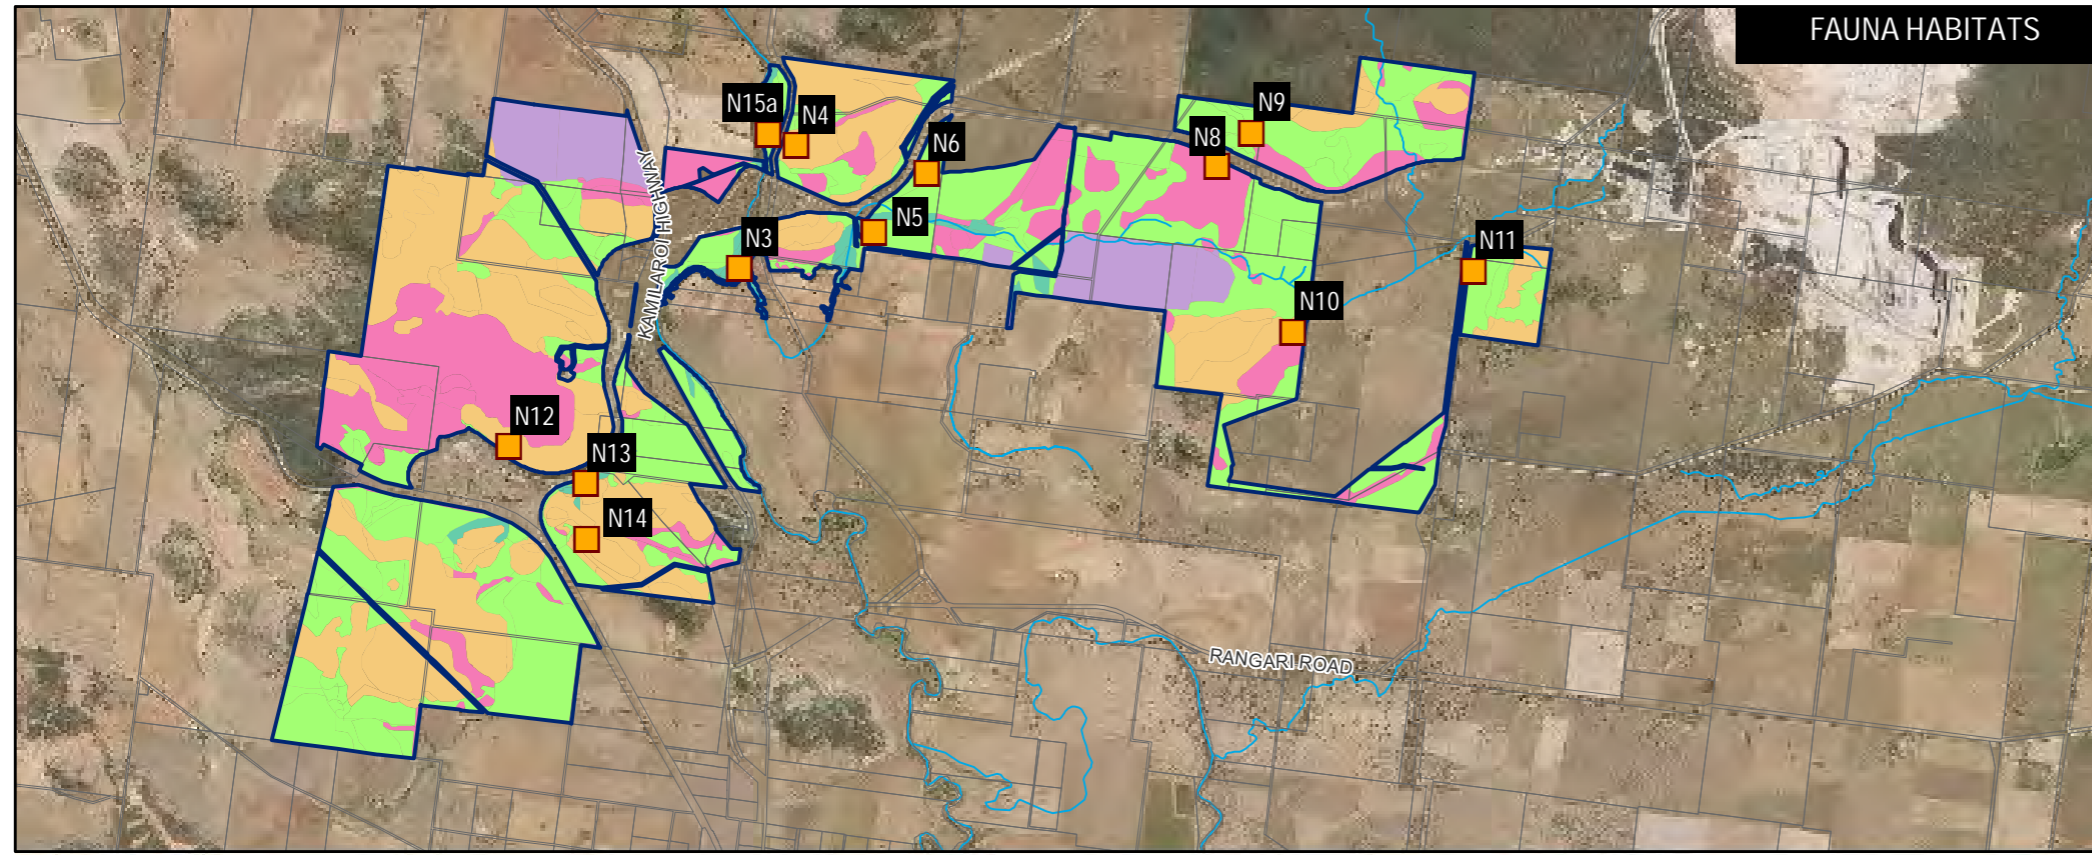 FAUNA HABITATS
N15a
N4
N9
N8
N6
N5
N3
N11
N10
KAMILAROI HIGHWAY
N12
N13
N14
RANGARI ROAD